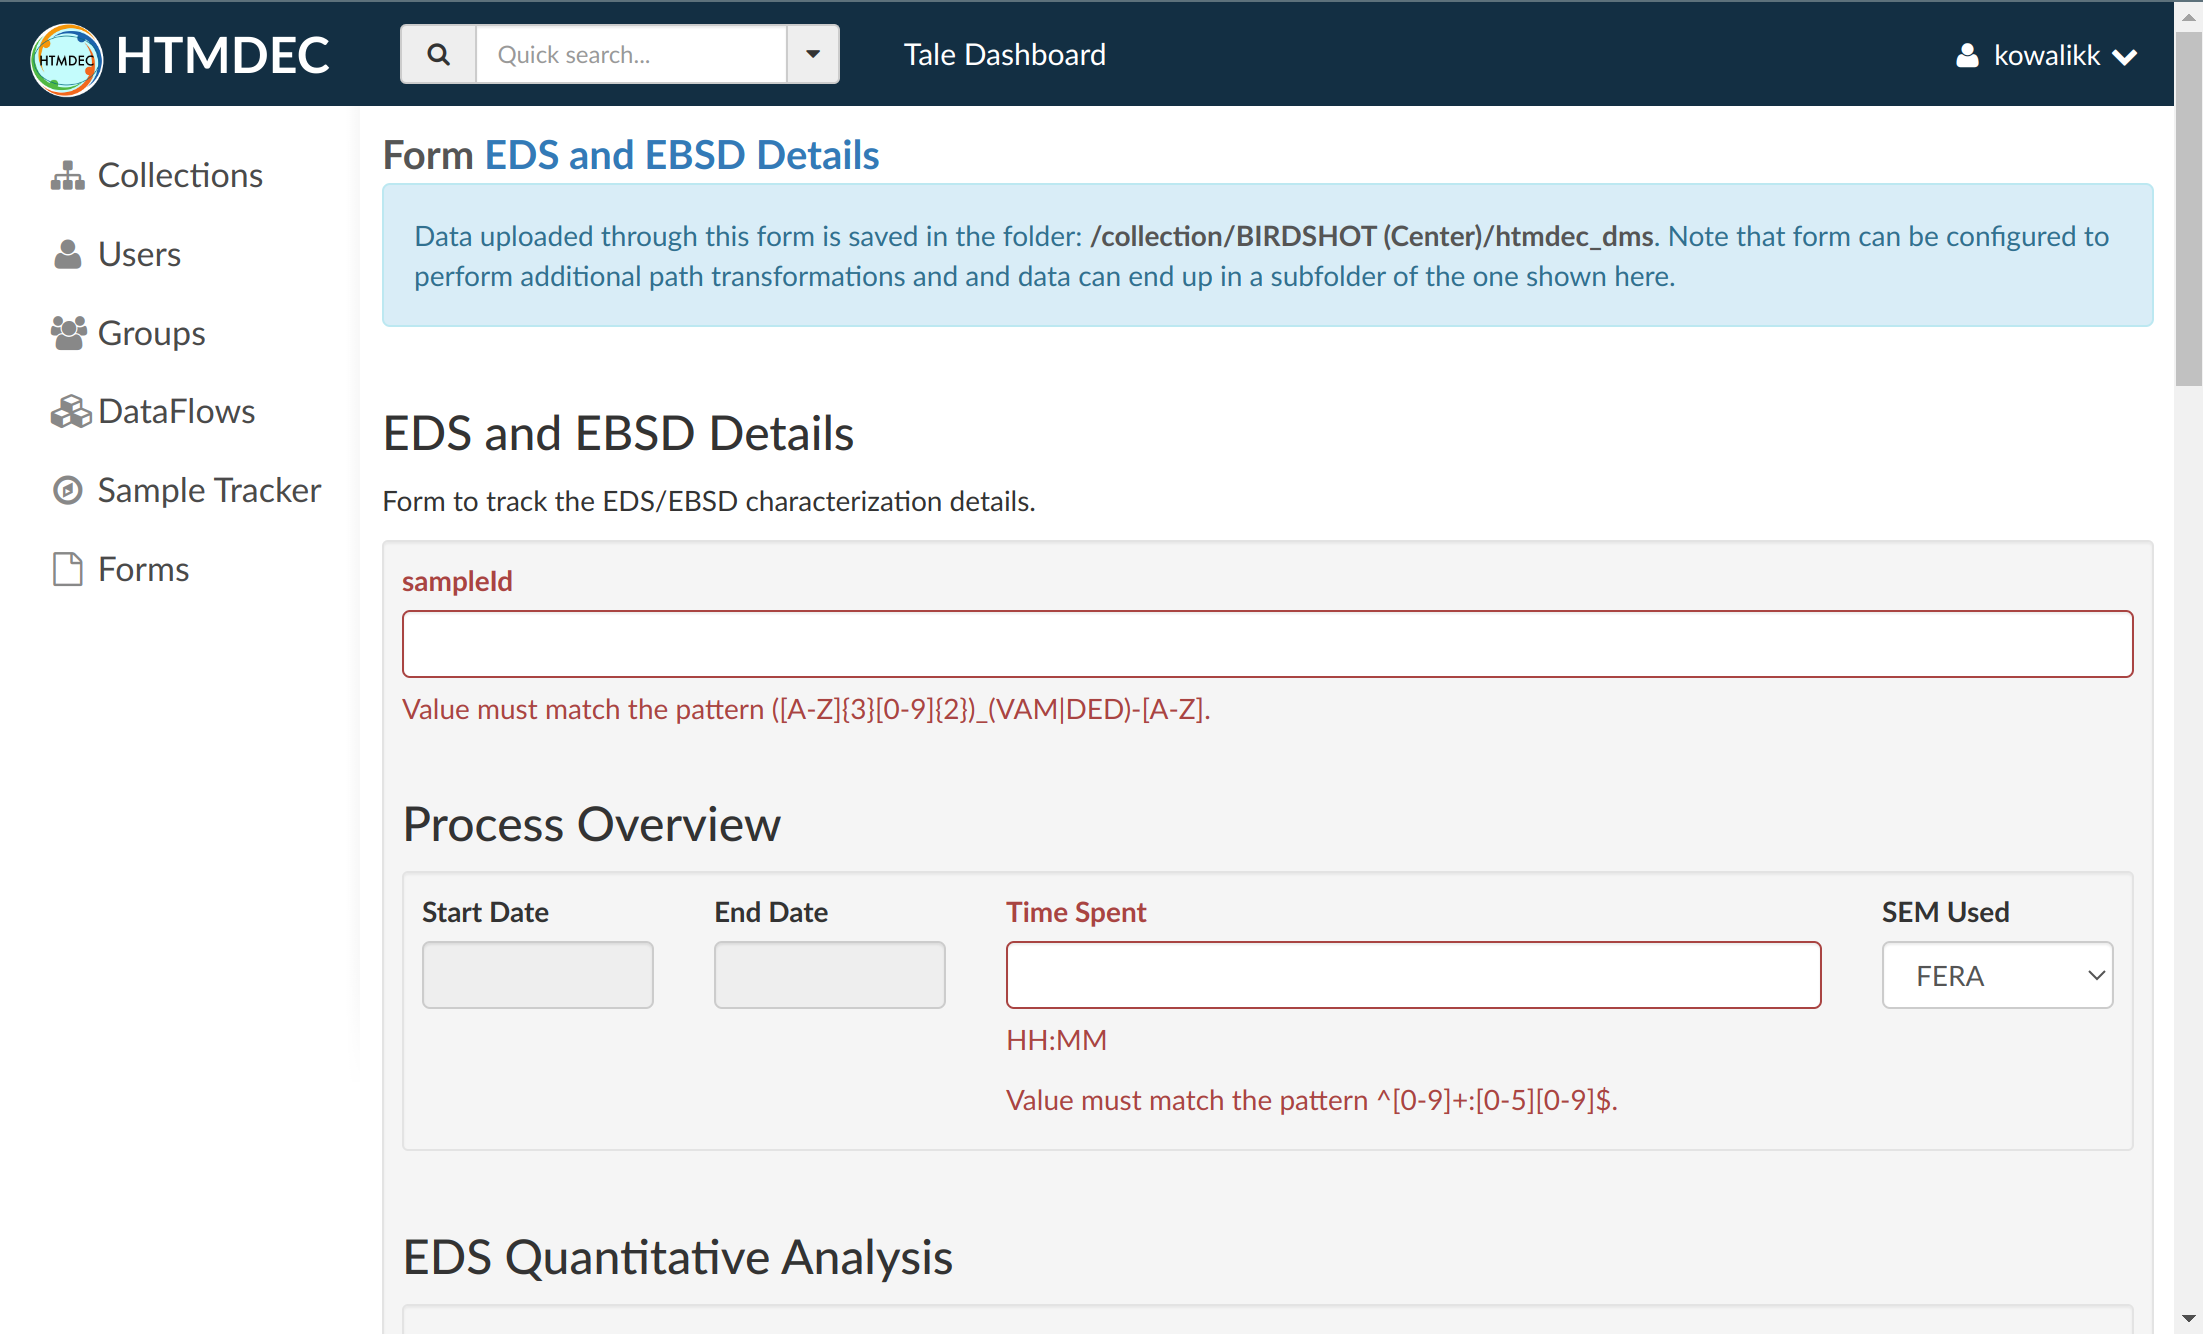 HTMDEC
HTMDEC
Quick search...
Tale Dashboard
kowalikk
Collections
Users
Groups
DataFlows
Sample Tracker
Forms
Form EDS and EBSD Details
Data uploaded through this form is saved in the folder: /collection/BIRDSHOT (Center)/htmdec_dms. Note that form can be configured to
perform additional path transformations and and data can end up in a subfolder of the one shown here.
EDS and EBSD Details
Form to track the EDS/EBSD characterization details.
sampleId
Value must match the pattern ([A-Z]{3}[0-9]{2})_(VAM|DED)-[A-Z].
Process Overview
Start Date
End Date
Time Spent
SEM Used
FERA
HH:MM
Value must match the pattern ^[0-9]+:[0-5][0-9]$.
EDS Quantitative Analysis